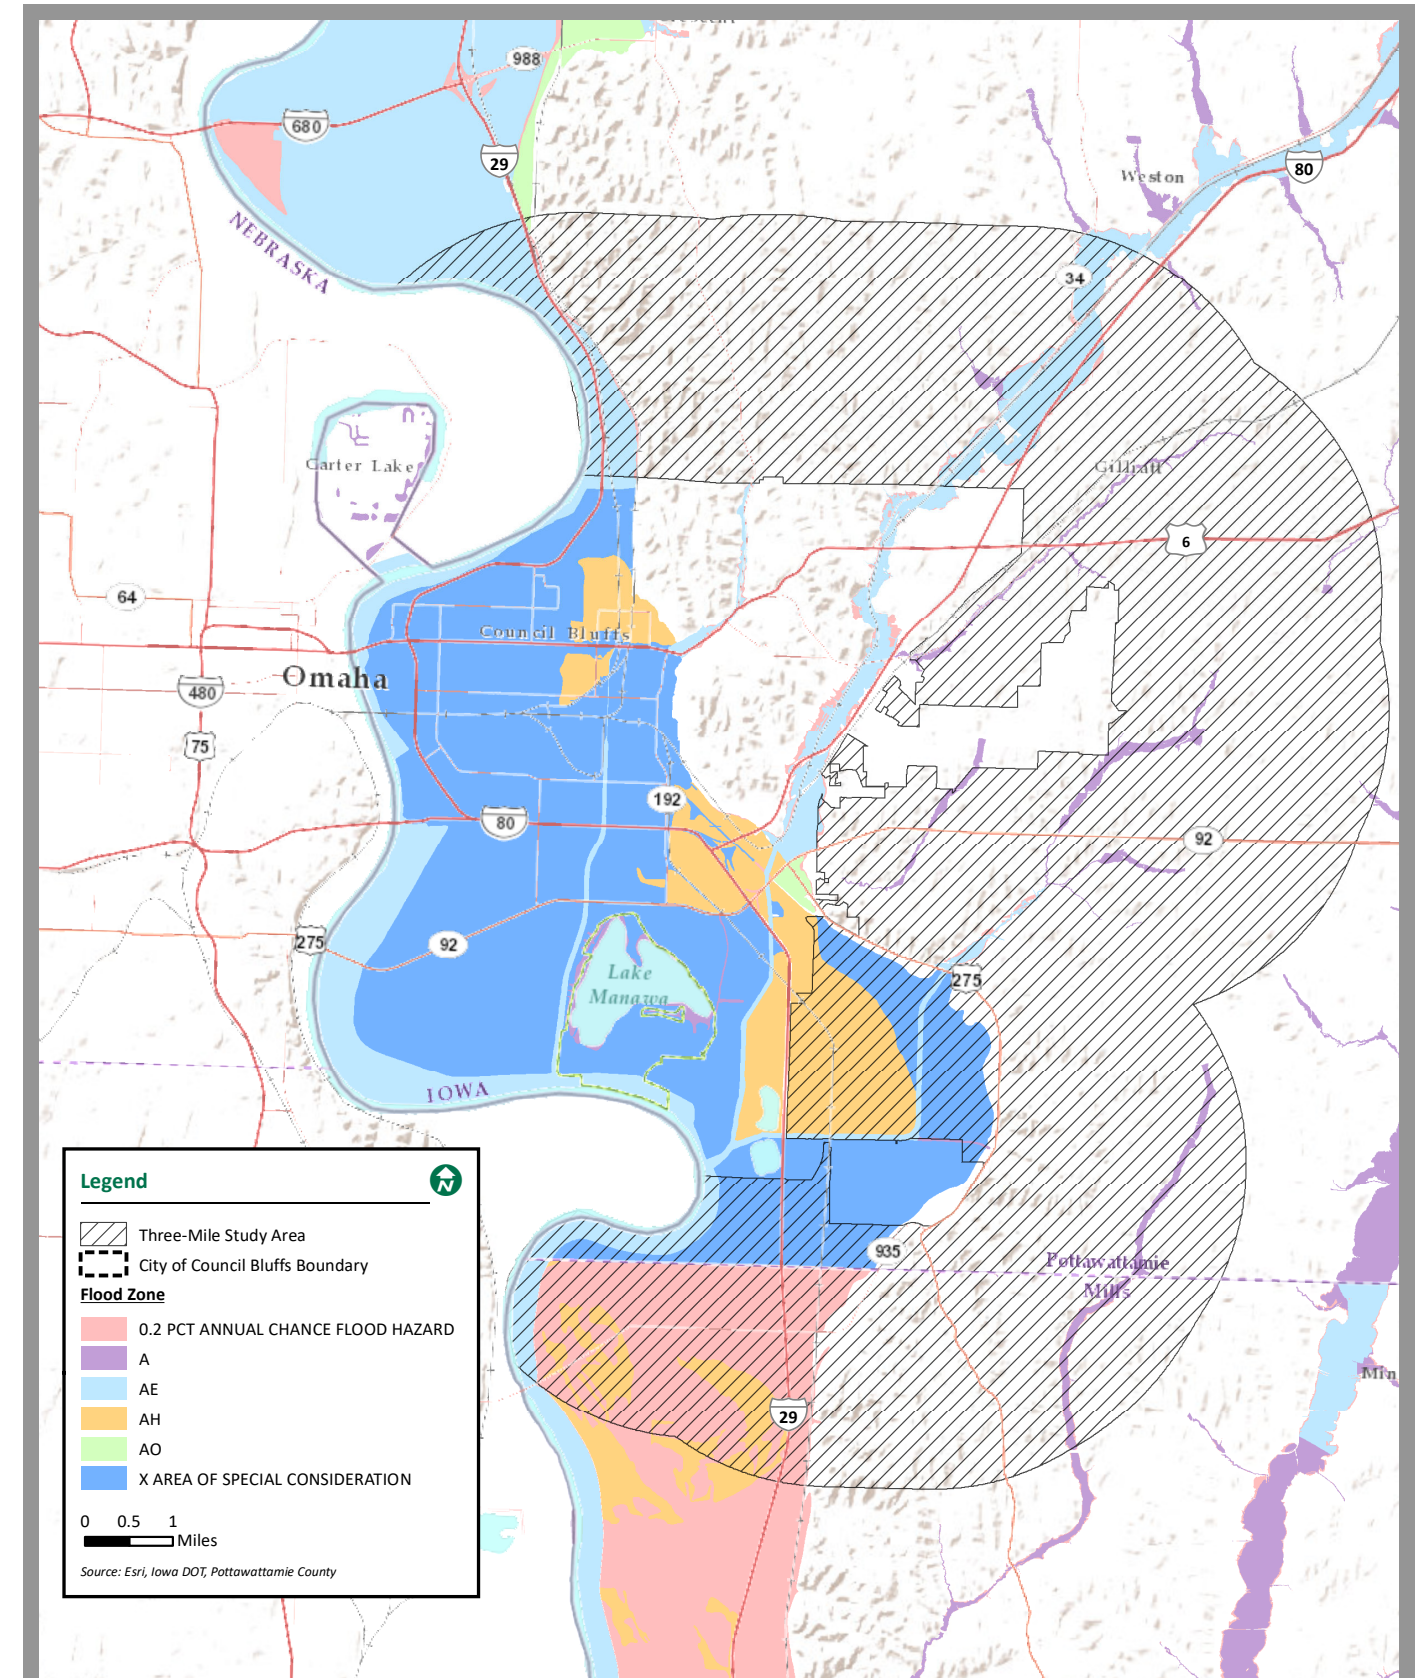 988
680
29
Weston
80
NEBRASKA
34
Carter Lake
Gilliatt
6
64
Council Bluffs
Omaha
480
75
192
80
92
275
92
Lake
Manawa
275
IOWA
935
Pottawattamie
Mills
Min
29
Legend
N
Three-Mile Study Area
City of Council Bluffs Boundary
Flood Zone
0.2 PCT ANNUAL CHANCE FLOOD HAZARD
A
AE
AH
AO
X AREA OF SPECIAL CONSIDERATION
0 0.5 1
Miles
Source: Esri, Iowa DOT, Pottawattamie County